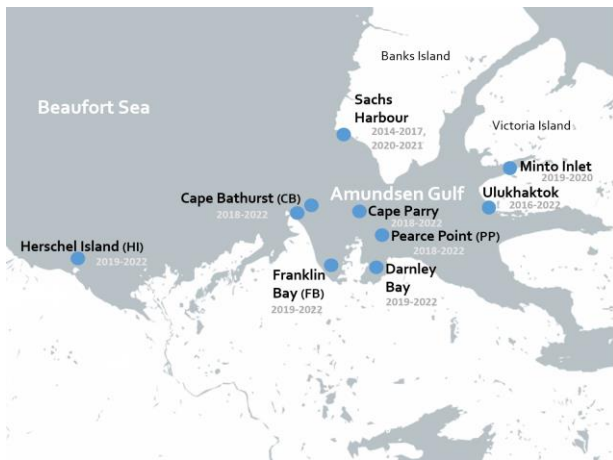 Banks Island
Beaufort Sea
Sachs
Harbour
2014-2017,
2020-2021
Victoria Island
Minto Inlet
2019-2020
Amundsen Gulf
Ulukhaktok
2016-2022
Cape Bathurst (CB)
2018-2022
Cape Parry
2018-2022
Pearce Point (PP)
2018-2022
Herschel Island (HI)
2019-2022
Franklin
Bay (FB)
2019-2022
Darnley
Bay
2019-2022